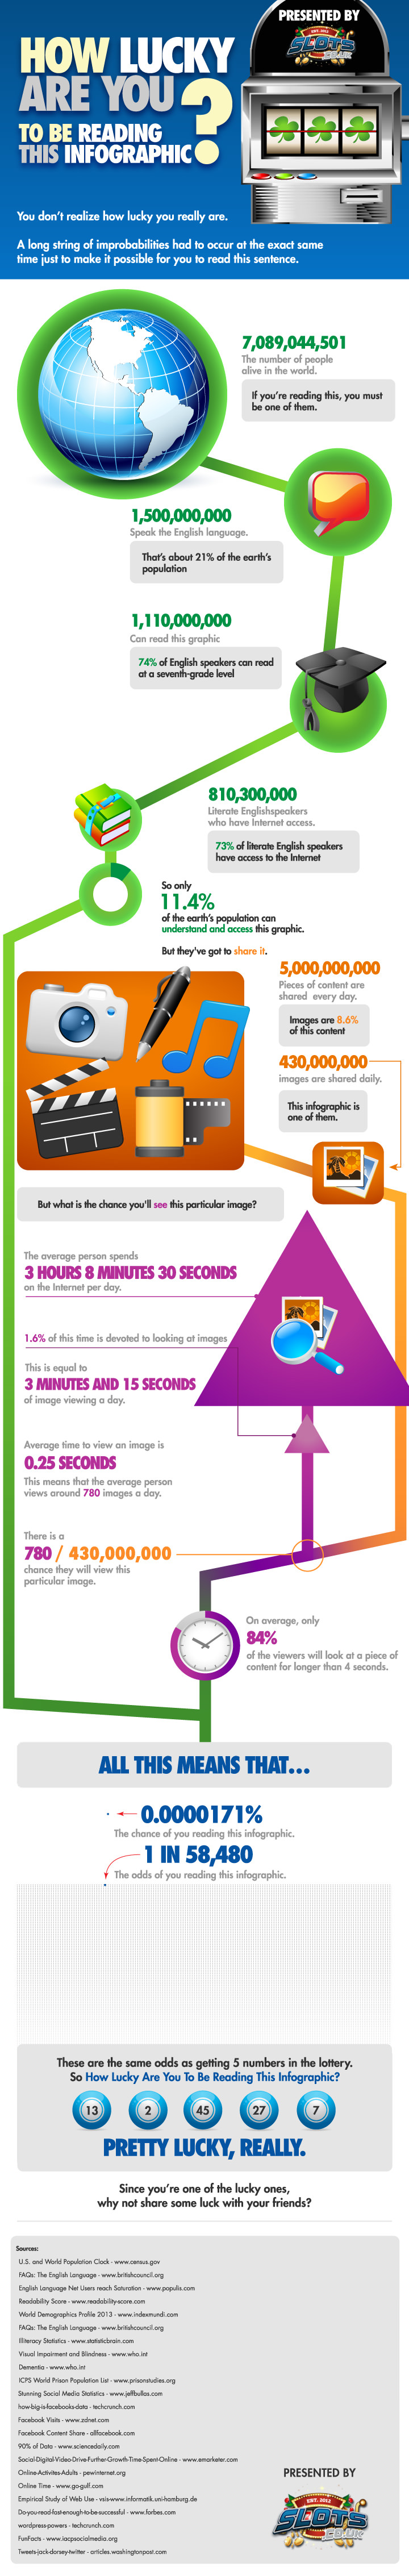 PRESENTED BY
EST. 2012
SLOTS
.CO.UK
HOW LUCKY
ARE YOU
?
TO BE READING
THIS INFOGRAPHIC
You don't realize how lucky you really are.
A long string of improbabilities had to occur at the exact same
time just to make it possible for you to read this sentence.
7,089,044,501
The number of people
alive in the world.
If you're reading this, you must
be one of them.
1,500,000,000
Speak the English language.
That's about 21% of the earth's
population
1,110,000,000
Can read this graphic
74% of English speakers can read
at a seventh-grade level
810,300,000
Literate Englishspeakers
who have Internet access.
73% of literate English speakers
have access to the Internet
So only
11.4%
of the earth's population can
understand and access this graphic.
But they've got to share it.
5,000,000,000
Pieces of content are
shared every day.
Images are 8.6%
of this content
430,000,000
images are shared daily.
This infographic is
one of them.
But what is the chance you'll see this particular image?
The average person spends
3 HOURS 8 MINUTES 30 SECONDS
on the Internet per day.
1.6% of this time is devoted to looking at images
This is equal to
3 MINUTES AND 15 SECONDS
of image viewing a day.
Average time to view an image is
0.25 SECONDS
This means that the average person
views around 780 images a day.
There is a
780 / 430,000,000
chance they will view this
particular image.
On average, only
84%
of the viewers will look at a piece of
content for longer than 4 seconds.
ALL THIS MEANS THAT...
0.0000171%
The chance of you reading this infographic.
1 IN 58,480
The odds of you reading this infographic.
These are the same odds as getting 5 numbers in the lottery.
So How Lucky Are You To Be Reading This Infographic?
13 2 45 27 7
PRETTY LUCKY, REALLY.
Since you're one of the lucky ones,
why not share some luck with your friends?
Sources:
U.S. and World Population Clock - www.census.gov
FAQs: The English Language - www.britishcouncil.org
English Language Net Users reach Saturation - www.populis.com
Readability Score - www.readability-score.com
World Demographics Profile 2013 - www.indexmundi.com
FAQs: The English Language - www.britishcouncil.org
Illiteracy Statistics - www.statisticbrain.com
Visual Impairment and Blindness - www.who.int
Dementia - www.who.int
ICPS World Prison Population List - www.prisonstudies.org
Stunning Social Media Statistics - www.jeffbullas.com
how-big-is-facebooks-data - techcrunch.com
Facebook Visits - www.zdnet.com
Facebook Content Share - allfacebook.com
90% of Data - www.sciencedaily.com
Social-Digital-Video-Drive-Further-Growth-Time-Spent-Online - www.emarketer.com
Online-Activites-Adults - pewinternet.org
Online Time - www.go-gulf.com
Empirical Study of Web Use - vsis-www.informatik.uni-hamburg.de
Do-you-read-fast-enough-to-be-successful - www.forbes.com
wordpress-powers - techcrunch.com
FunFacts - www.iacpsocialmedia.org
Tweets-jack-dorsey-twitter - articles.washingtonpost.com
PRESENTED BY
EST. 2012
SLOTS
.CO.UK